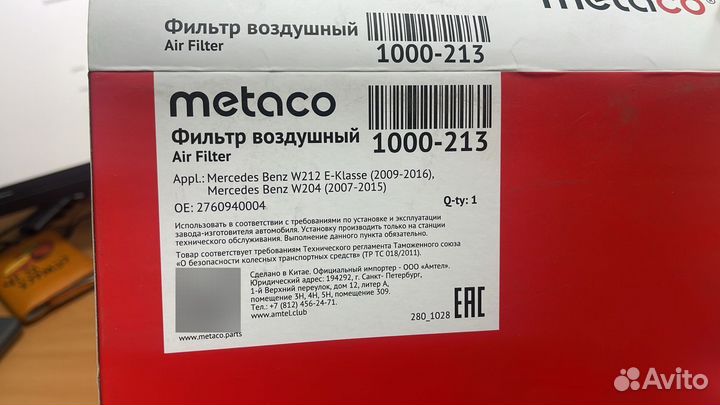 metaco®
Фильтр воздушный
Air Filter
1000-213
metaco
Фильтр воздушный
Air Filter
1000-213
Appl.: Mercedes Benz W212 E-Klasse (2009-2016),
Mercedes Benz W204 (2007-2015)
OE: 2760940004
Q-ty: 1
Использовать в соответствии с требованиями по установке и эксплуатации
завода-изготовителя автомобиля. Установку производить только на станции
технического обслуживания. Выполнение данного пункта обязательно.
Товар соответствует требованиям Технического регламента Таможенного союза
«О безопасности колесных транспортных средств» (ТР ТС 018/2011).
Сделано в Китае. Официальный импортер - ООО «Амтел».
Юридический адрес: 194292, г. Санкт- Петербург,
1-й Верхний переулок, дом 12, литер А,
помещение 3Н, 4Н, 5Н, помещение 309.
Тел.: +7 (812) 456-24-71.
www.amtel.club
www.metaco.parts
EAC
280_1028
Avito